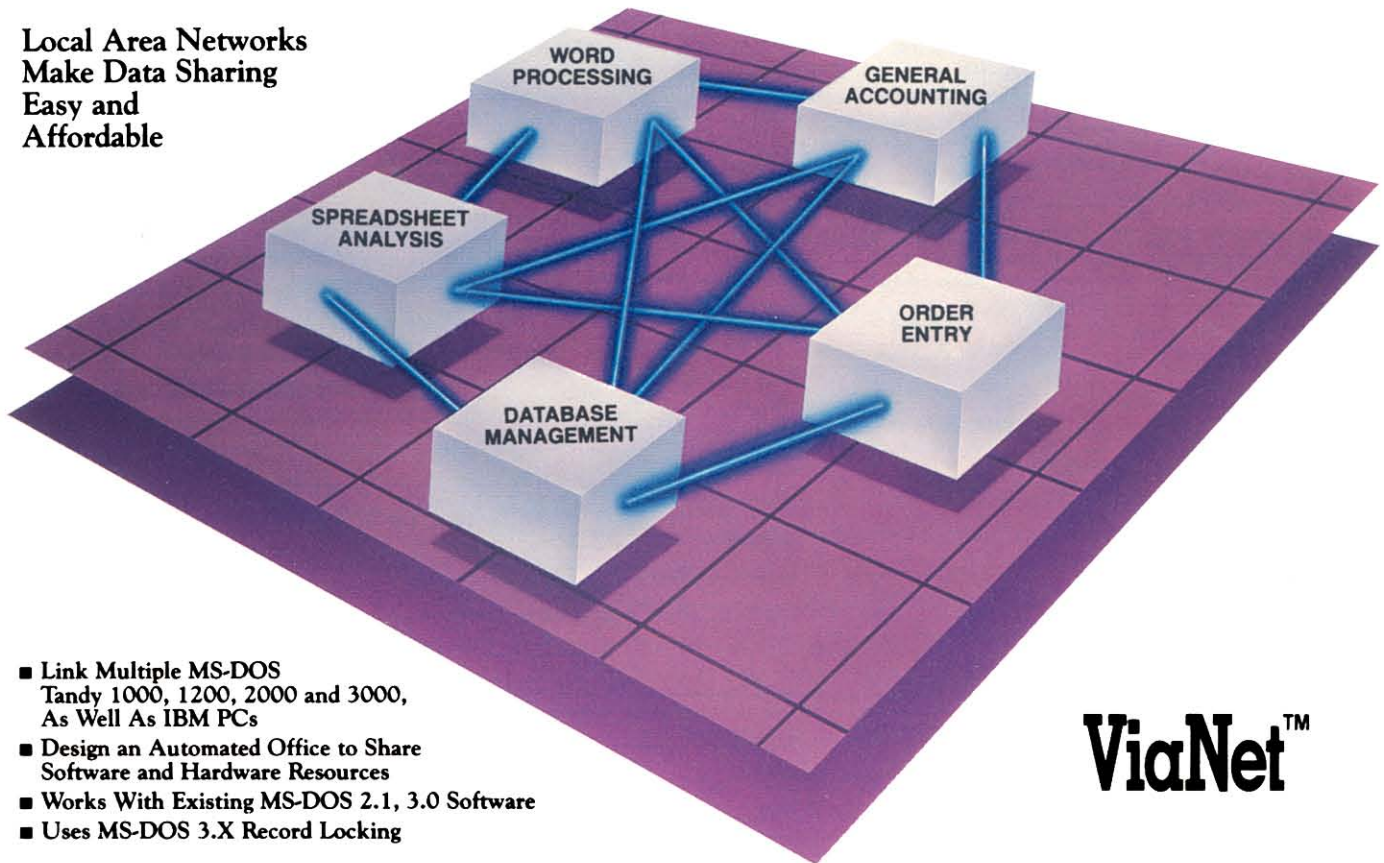 Local Area Networks
Make Data Sharing
Easy and
Affordable
WORD
PROCESSING
GENERAL
ACCOUNTING
SPREADSHEET
ANALYSIS
ORDER
ENTRY
DATABASE
MANAGEMENT
■ Link Multiple MS-DOS
Tandy 1000, 1200, 2000 and 3000,
As Well As IBM PCs
■ Design an Automated Office to Share
Software and Hardware Resources
■ Works With Existing MS-DOS 2.1, 3.0 Software
■ Uses MS-DOS 3.X Record Locking
ViaNet™